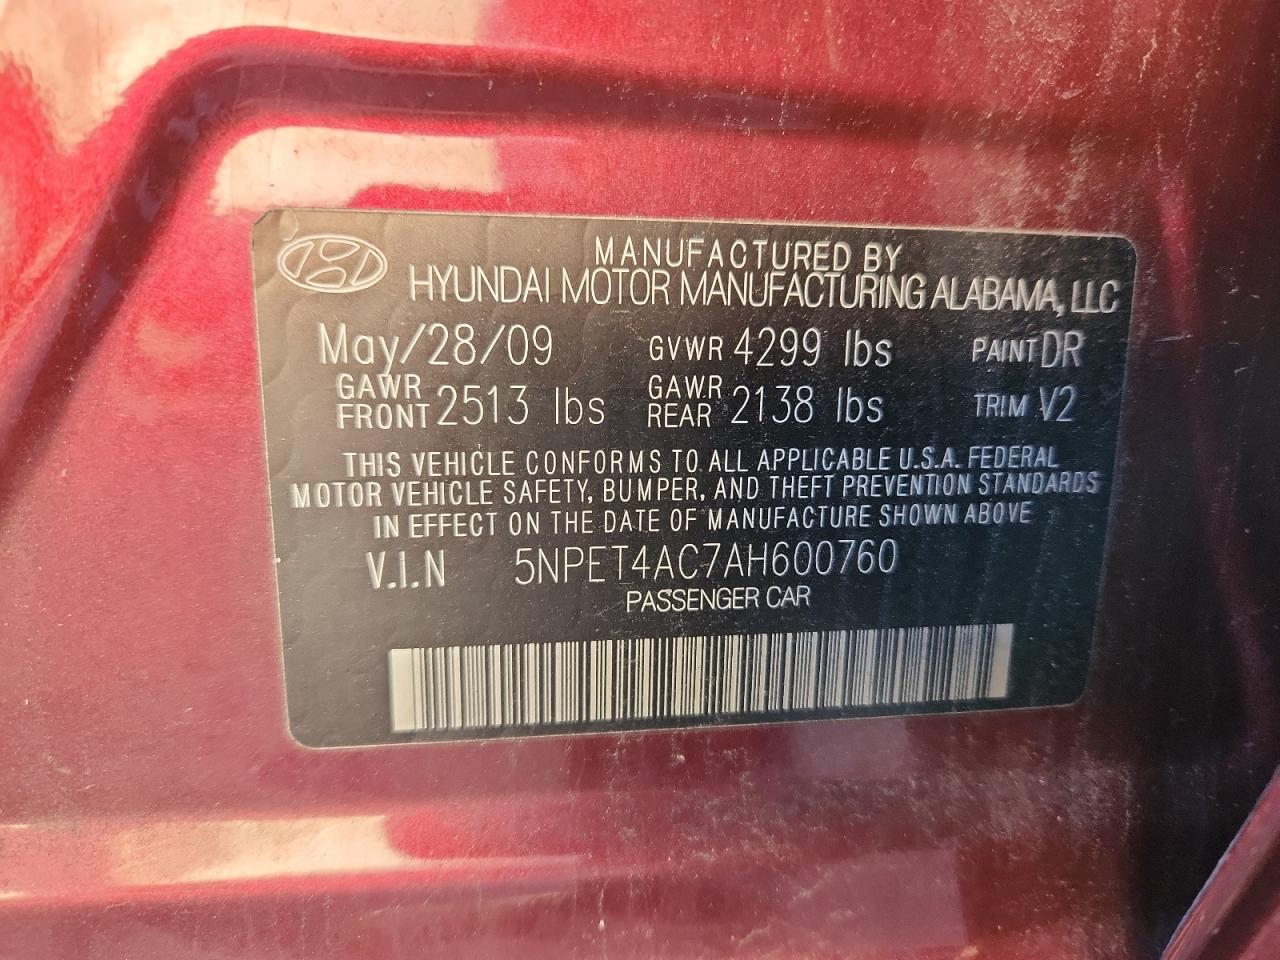 MANUFACTURED BY
HYUNDAI MOTOR MANUFACTURING ALABAMA, LLC
May/28/09 GVWR 4299 lbs PAINT DR
GAWR FRONT 2513 lbs GAWR REAR 2138 lbs TRIM V2
THIS VEHICLE CONFORMS TO ALL APPLICABLE U.S.A. FEDERAL
MOTOR VEHICLE SAFETY, BUMPER, AND THEFT PREVENTION STANDARDS
IN EFFECT ON THE DATE OF MANUFACTURE SHOWN ABOVE
V.I.N 5NPET4AC7AH600760
PASSENGER CAR